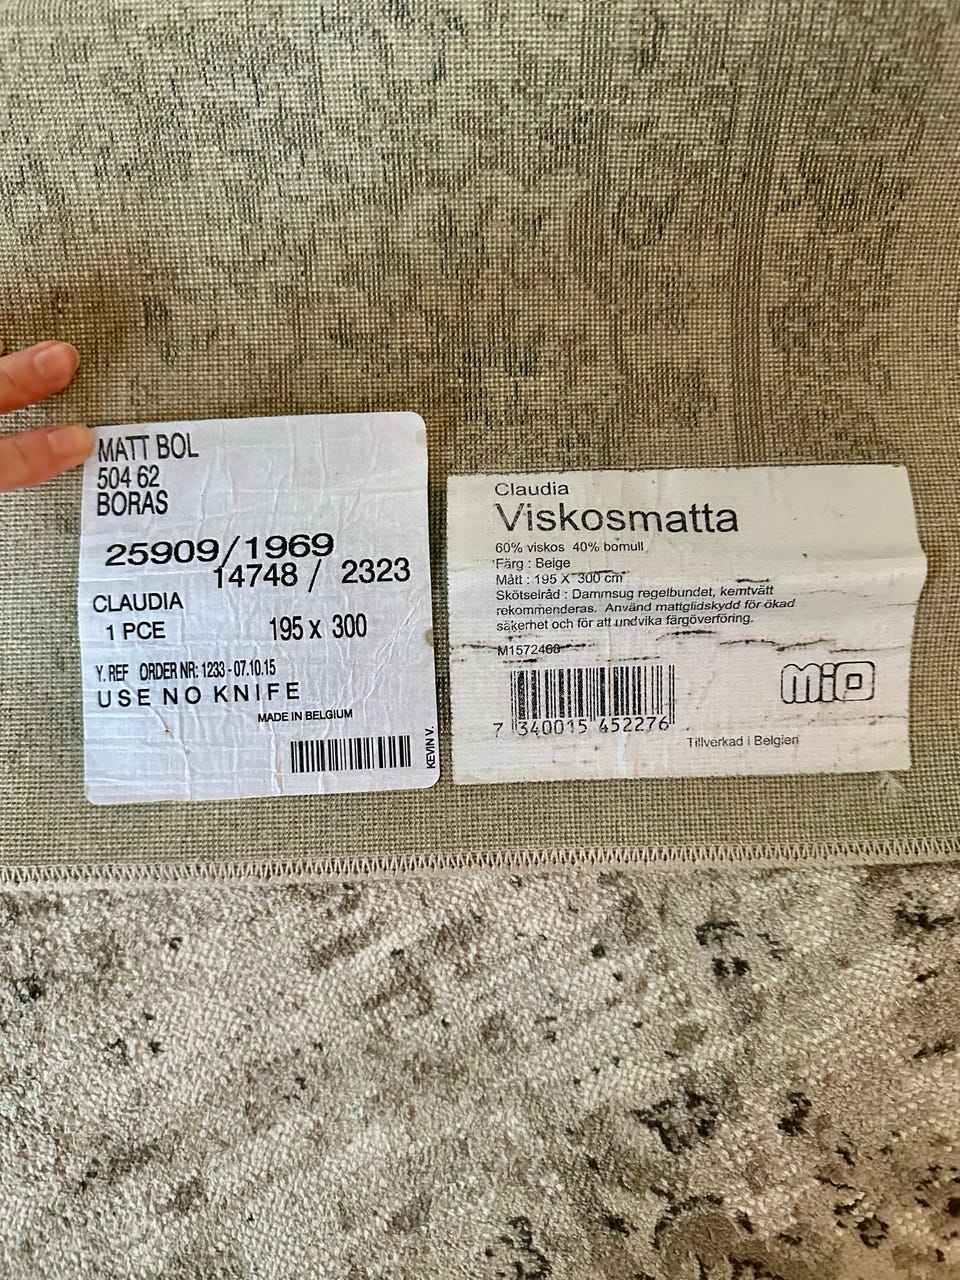 MATT BOL
504 62
BORAS
25909/1969
14748 / 2323
CLAUDIA
1 PCE 195 x 300
Y. REF ORDER NR: 1233 - 07.10.15
USE NO KNIFE
MADE IN BELGIUM
KEVIN V.
Claudia
Viskosmatta
60% viskos 40% bomull
Färg : Beige
Mått : 195 X 300 cm
Skötselråd : Dammsug regelbundet, kemtvätt
rekommenderas. Använd mattglidskydd för ökad
säkerhet och för att undvika färgöverföring.
mio
7 340015 452276
Tillverkad i Belgien